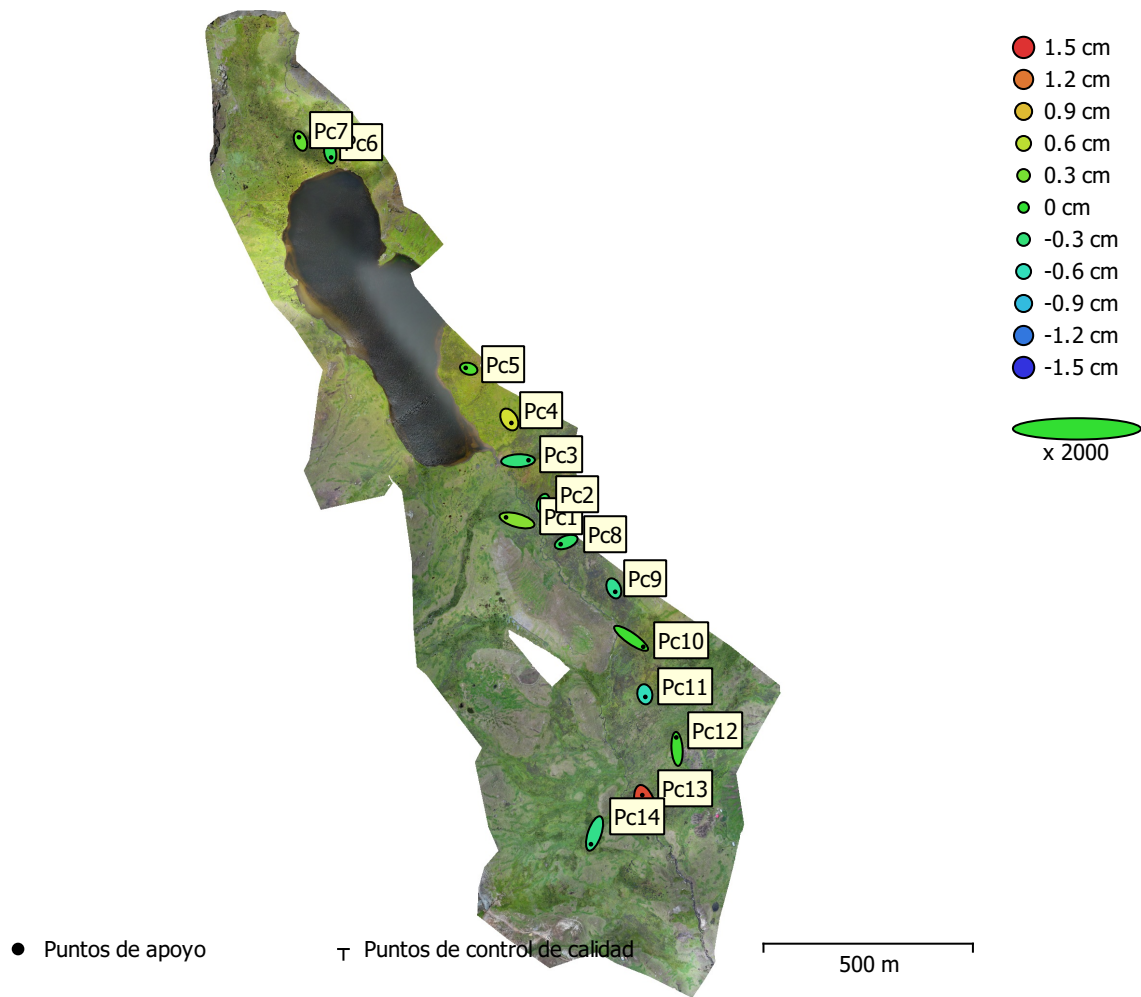 1.5 cm
1.2 cm
0.9 cm
0.6 cm
0.3 cm
0 cm
-0.3 cm
-0.6 cm
-0.9 cm
-1.2 cm
-1.5 cm
x 2000
Pc7
Pc6
Pc5
Pc4
Pc3
Pc2
Pc1
Pc8
Pc9
Pc10
Pc11
Pc12
Pc13
Pc14
Puntos de apoyo
Puntos de control de calidad
500 m